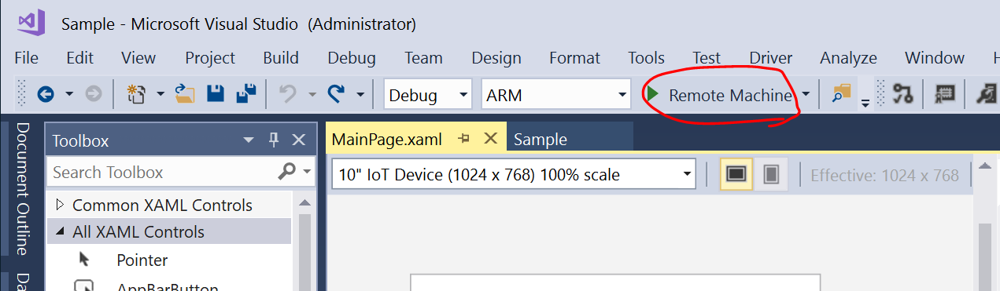 Sample - Microsoft Visual Studio (Administrator)
File Edit View Project Build Debug Team Design Format Tools Test Driver Analyze Window
Debug ARM Remote Machine
Document Outline
Toolbox
MainPage.xaml Sample
Search Toolbox
10" IoT Device (1024 x 768) 100% scale Effective: 1024 x 768
Common XAML Controls
All XAML Controls
Pointer
AppBarButton